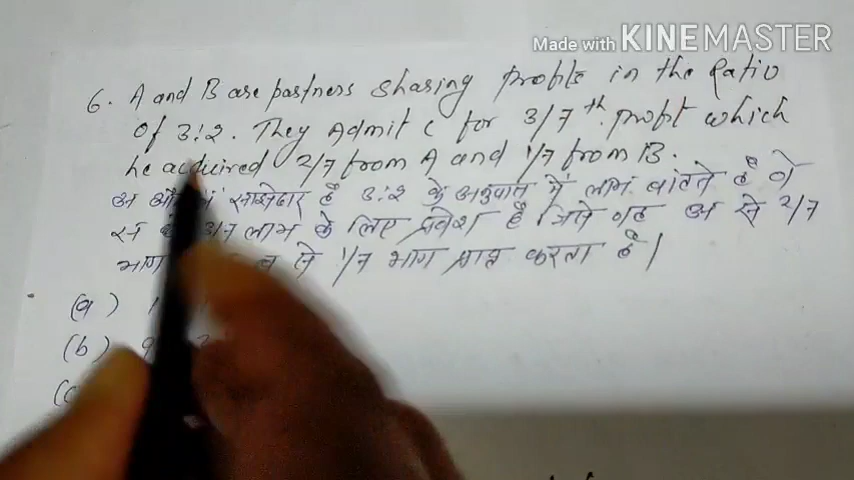 Made with KINEMASTER
6. A and B are partners sharing profits in the Ratio
of 3:2. They Admit C for 3/7th profit which
he acquired 2/7 from A and 1/7 from B.
अ साझेदार है 3:2 के अनुपात में लाभ बांटते है वे
3/7 लाभ के लिए प्रवेश है जिसे वह अ से 2/7
भाग ब से 1/7 भाग प्राप्त करता है।
(a)
(b)
(c